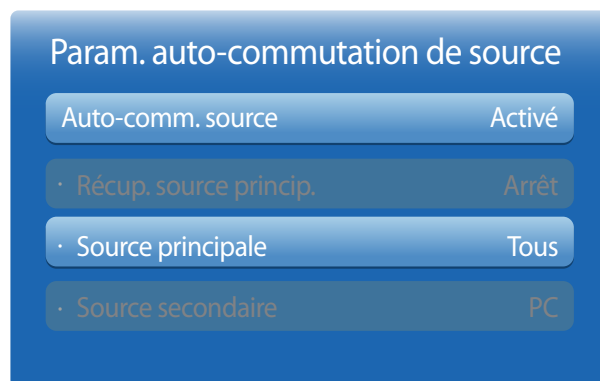 Param. auto-commutation de source
Auto-comm. source Activé
· Récup. source princip. Arrêt
· Source principale Tous
· Source secondaire PC